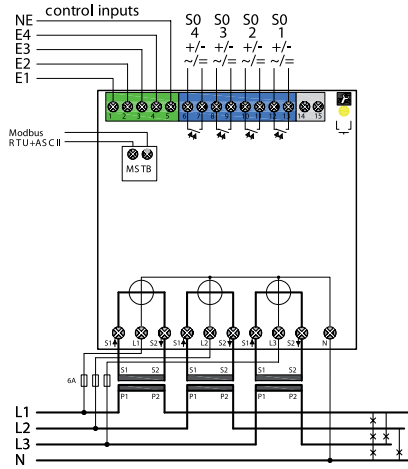 control inputs
NE
E4
E3
E2
E1
S0 S0 S0 S0
4 3 2 1
+/- +/- +/- +/-
~/= ~/= ~/= ~/=
1 2 3 4 5 6 7 8 9 10 11 12 13 14 15
Modbus
RTU+ASCII
MS TB
S1 L1 S2 S1 L2 S2 S1 L3 S2 N
6A
S1 S2 S1 S2 S1 S2
P1 P2 P1 P2 P1 P2
L1
L2
L3
N